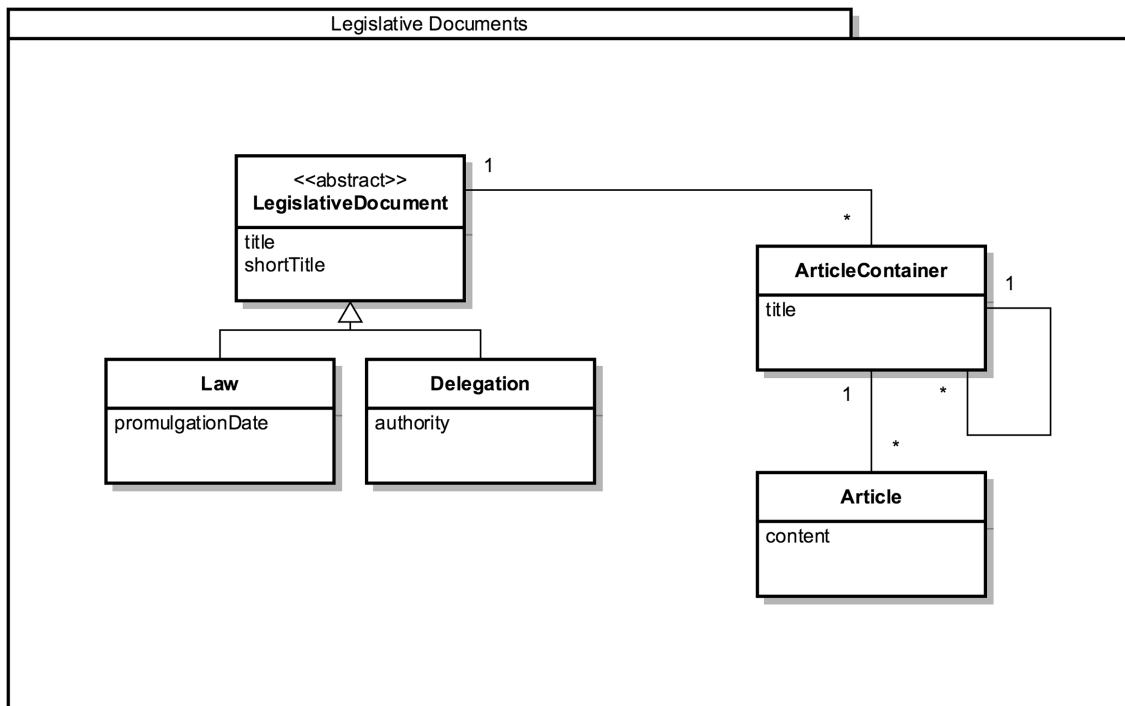 Legislative Documents
<<abstract>>
LegislativeDocument
title
shortTitle
1
*
ArticleContainer
title
1
*
1
*
Law
promulgationDate
Delegation
authority
Article
content